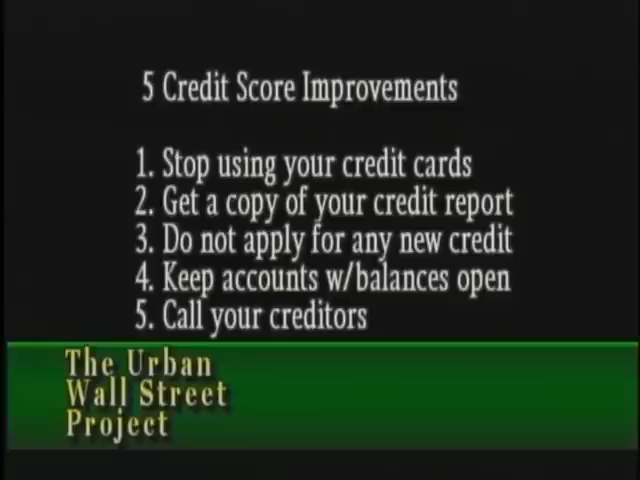 5 Credit Score Improvements
1. Stop using your credit cards
2. Get a copy of your credit report
3. Do not apply for any new credit
4. Keep accounts w/balances open
5. Call your creditors
The Urban
Wall Street
Project